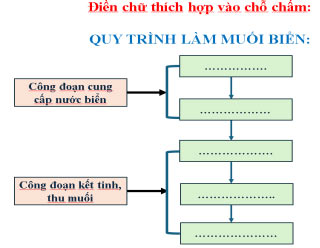 Điền chữ thích hợp vào chỗ chấm:
QUY TRÌNH LÀM MUỐI BIỂN:
................
Công đoạn cung
cấp nước biển
..................
...................
Công đoạn kết tinh,
thu muối
....................
.....................